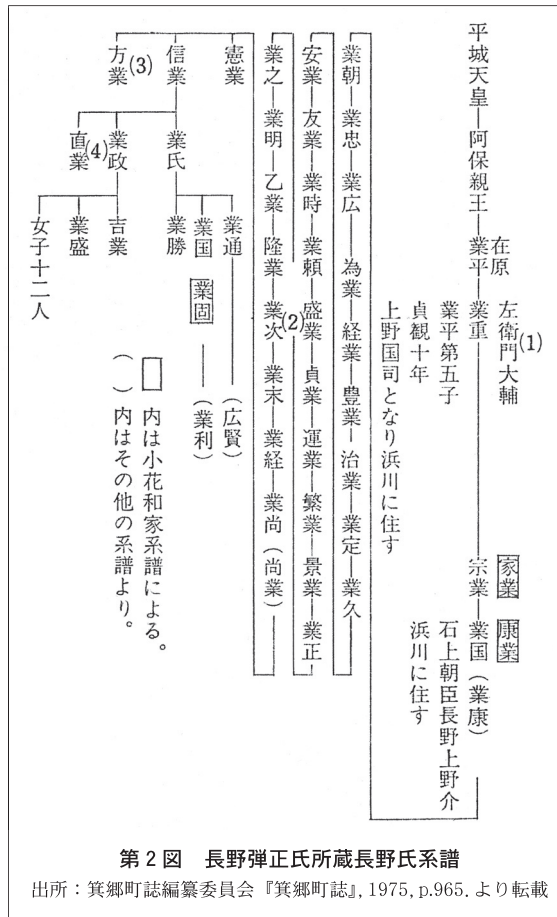 平城天皇―阿保親王―業平―業重
在原
左衛門大輔
(1)
業平第五子
貞観十年
上野国司となり浜川に住す
宗業―業国(業康)
家業 康業
石上朝臣長野上野介
浜川に住す
業朝―業忠―業広―為業―経業―豊業―治業―業定―業久
安業―友業―業時―業頼―盛業―貞業―運業―繁業―景業―業正
業之―業明―乙業―隆業―業次―業末―業経―業尚(尚業)
(2)
憲業
信業
方業
(3)
業氏
業政
直業
(4)
業通―(広賢)
業国―(業利)
業固
業勝
吉業
業盛
女子十二人
□ 内は小花和家系譜による。
( )内はその他の系譜より。
第2図 長野弾正氏所蔵長野氏系譜
出所:箕郷町誌編纂委員会『箕郷町誌』, 1975, p.965. より転載